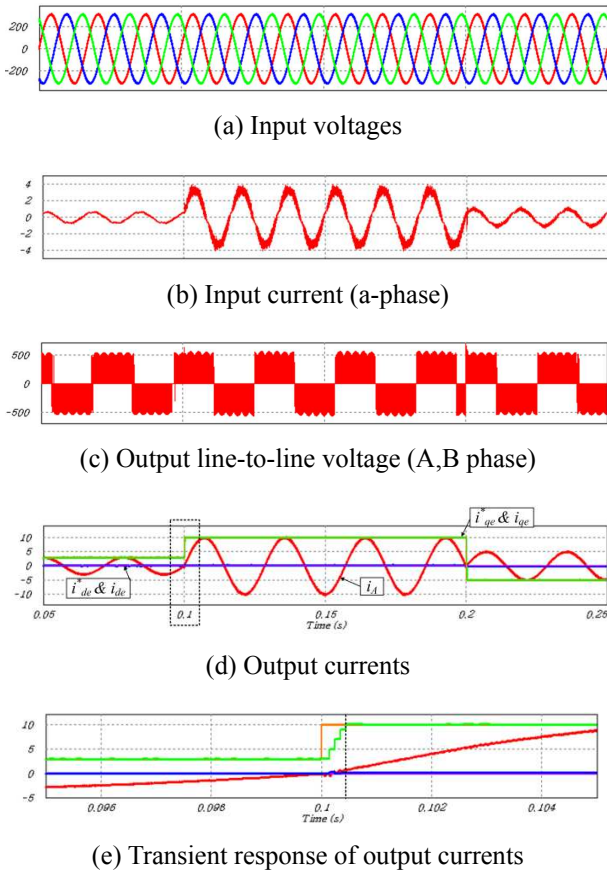 200
0
-200
(a) Input voltages
4
2
0
-2
-4
(b) Input current (a-phase)
500
0
-500
(c) Output line-to-line voltage (A,B phase)
10
5
0
-5
-10
i*qe & iqe
i*de & ide
iA
0.05 0.1 0.15 0.2 0.25
Time (s)
(d) Output currents
10
5
0
-5
0.096 0.098 0.1 0.102 0.104
Time (s)
(e) Transient response of output currents